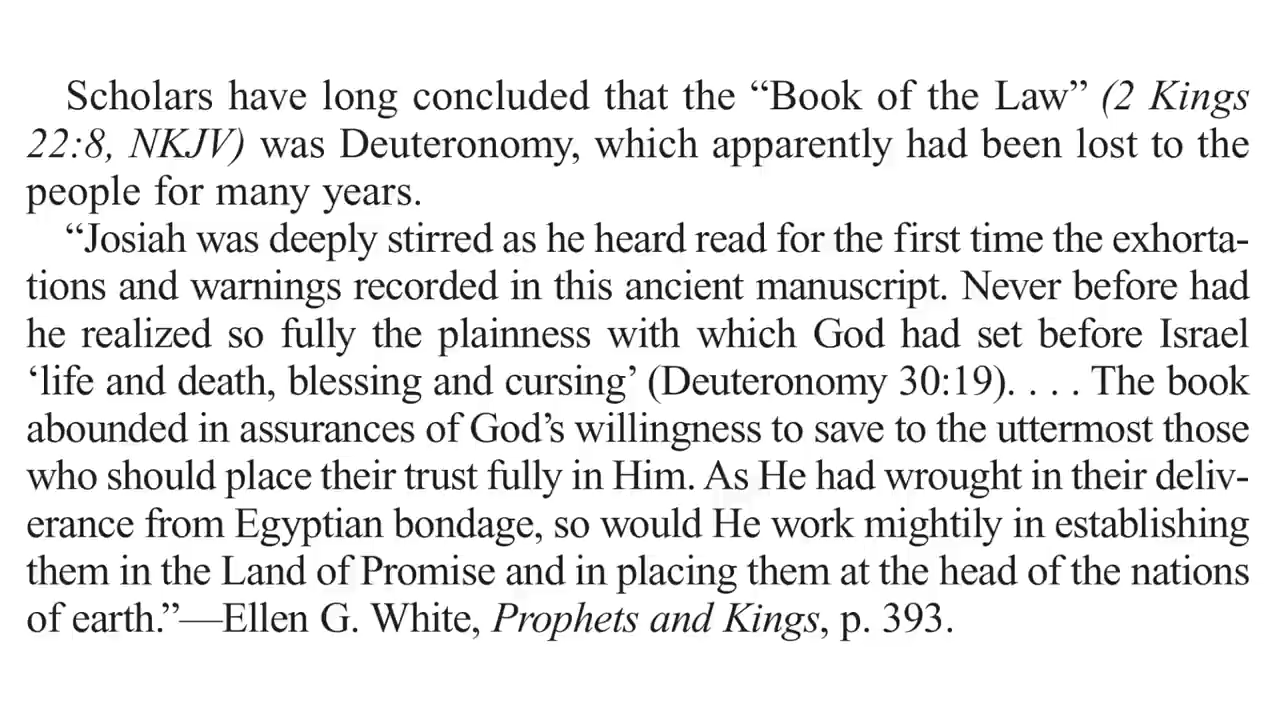 Scholars have long concluded that the “Book of the Law” (2 Kings
22:8, NKJV) was Deuteronomy, which apparently had been lost to the
people for many years.
“Josiah was deeply stirred as he heard read for the first time the exhorta-
tions and warnings recorded in this ancient manuscript. Never before had
he realized so fully the plainness with which God had set before Israel
‘life and death, blessing and cursing’ (Deuteronomy 30:19). . . . The book
abounded in assurances of God’s willingness to save to the uttermost those
who should place their trust fully in Him. As He had wrought in their deliv-
erance from Egyptian bondage, so would He work mightily in establishing
them in the Land of Promise and in placing them at the head of the nations
of earth.”—Ellen G. White, Prophets and Kings, p. 393.